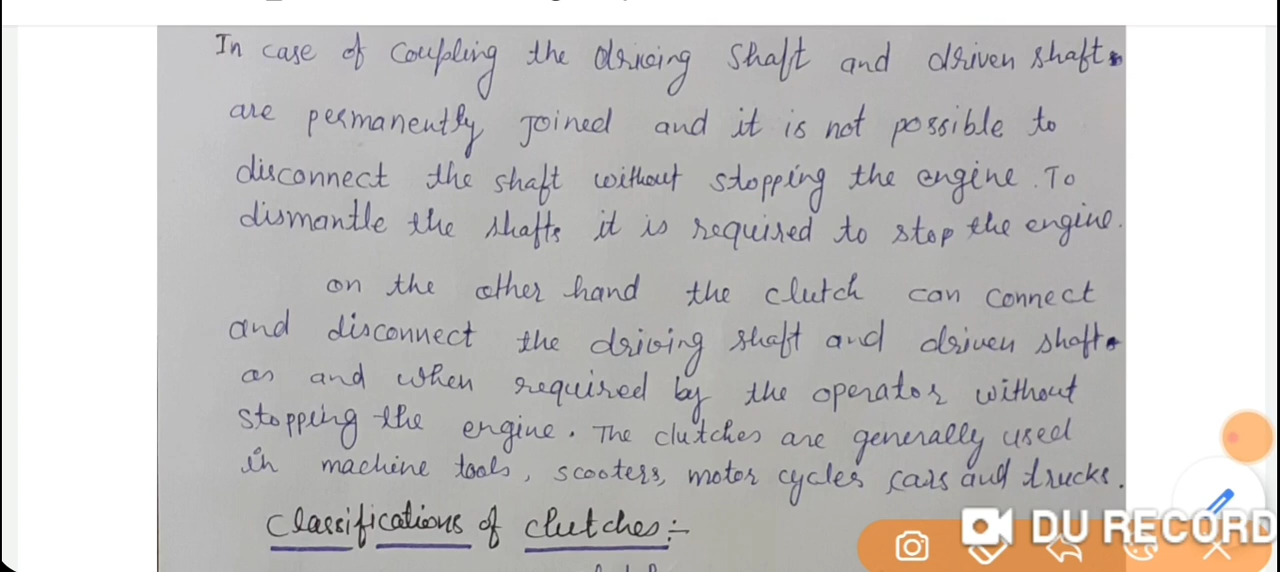 In case of coupling the driving shaft and driven shaft
are permanently joined and it is not possible to
disconnect the shaft without stopping the engine. To
dismantle the shafts it is required to stop the engine.
on the other hand the clutch can connect
and disconnect the driving shaft and driven shaft
as and when required by the operator without
stopping the engine. The clutches are generally used
in machine tools, scooters, motor cycles cars and trucks.
Classifications of clutches:-
DU RECORD